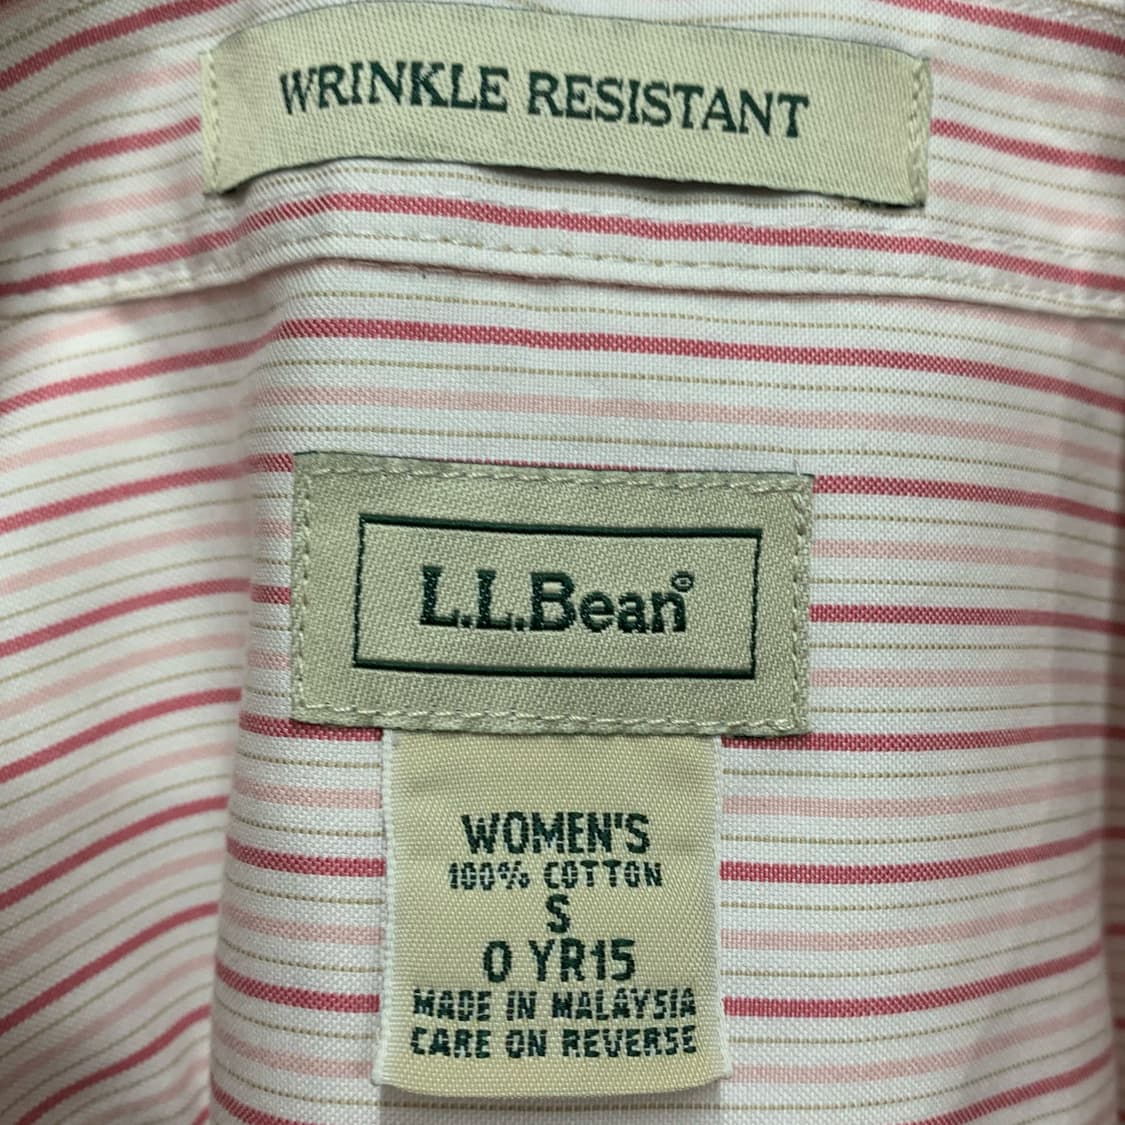 WRINKLE RESISTANT
L.L.Bean®
WOMEN'S
100% COTTON
S
0 YR15
MADE IN MALAYSIA
CARE ON REVERSE